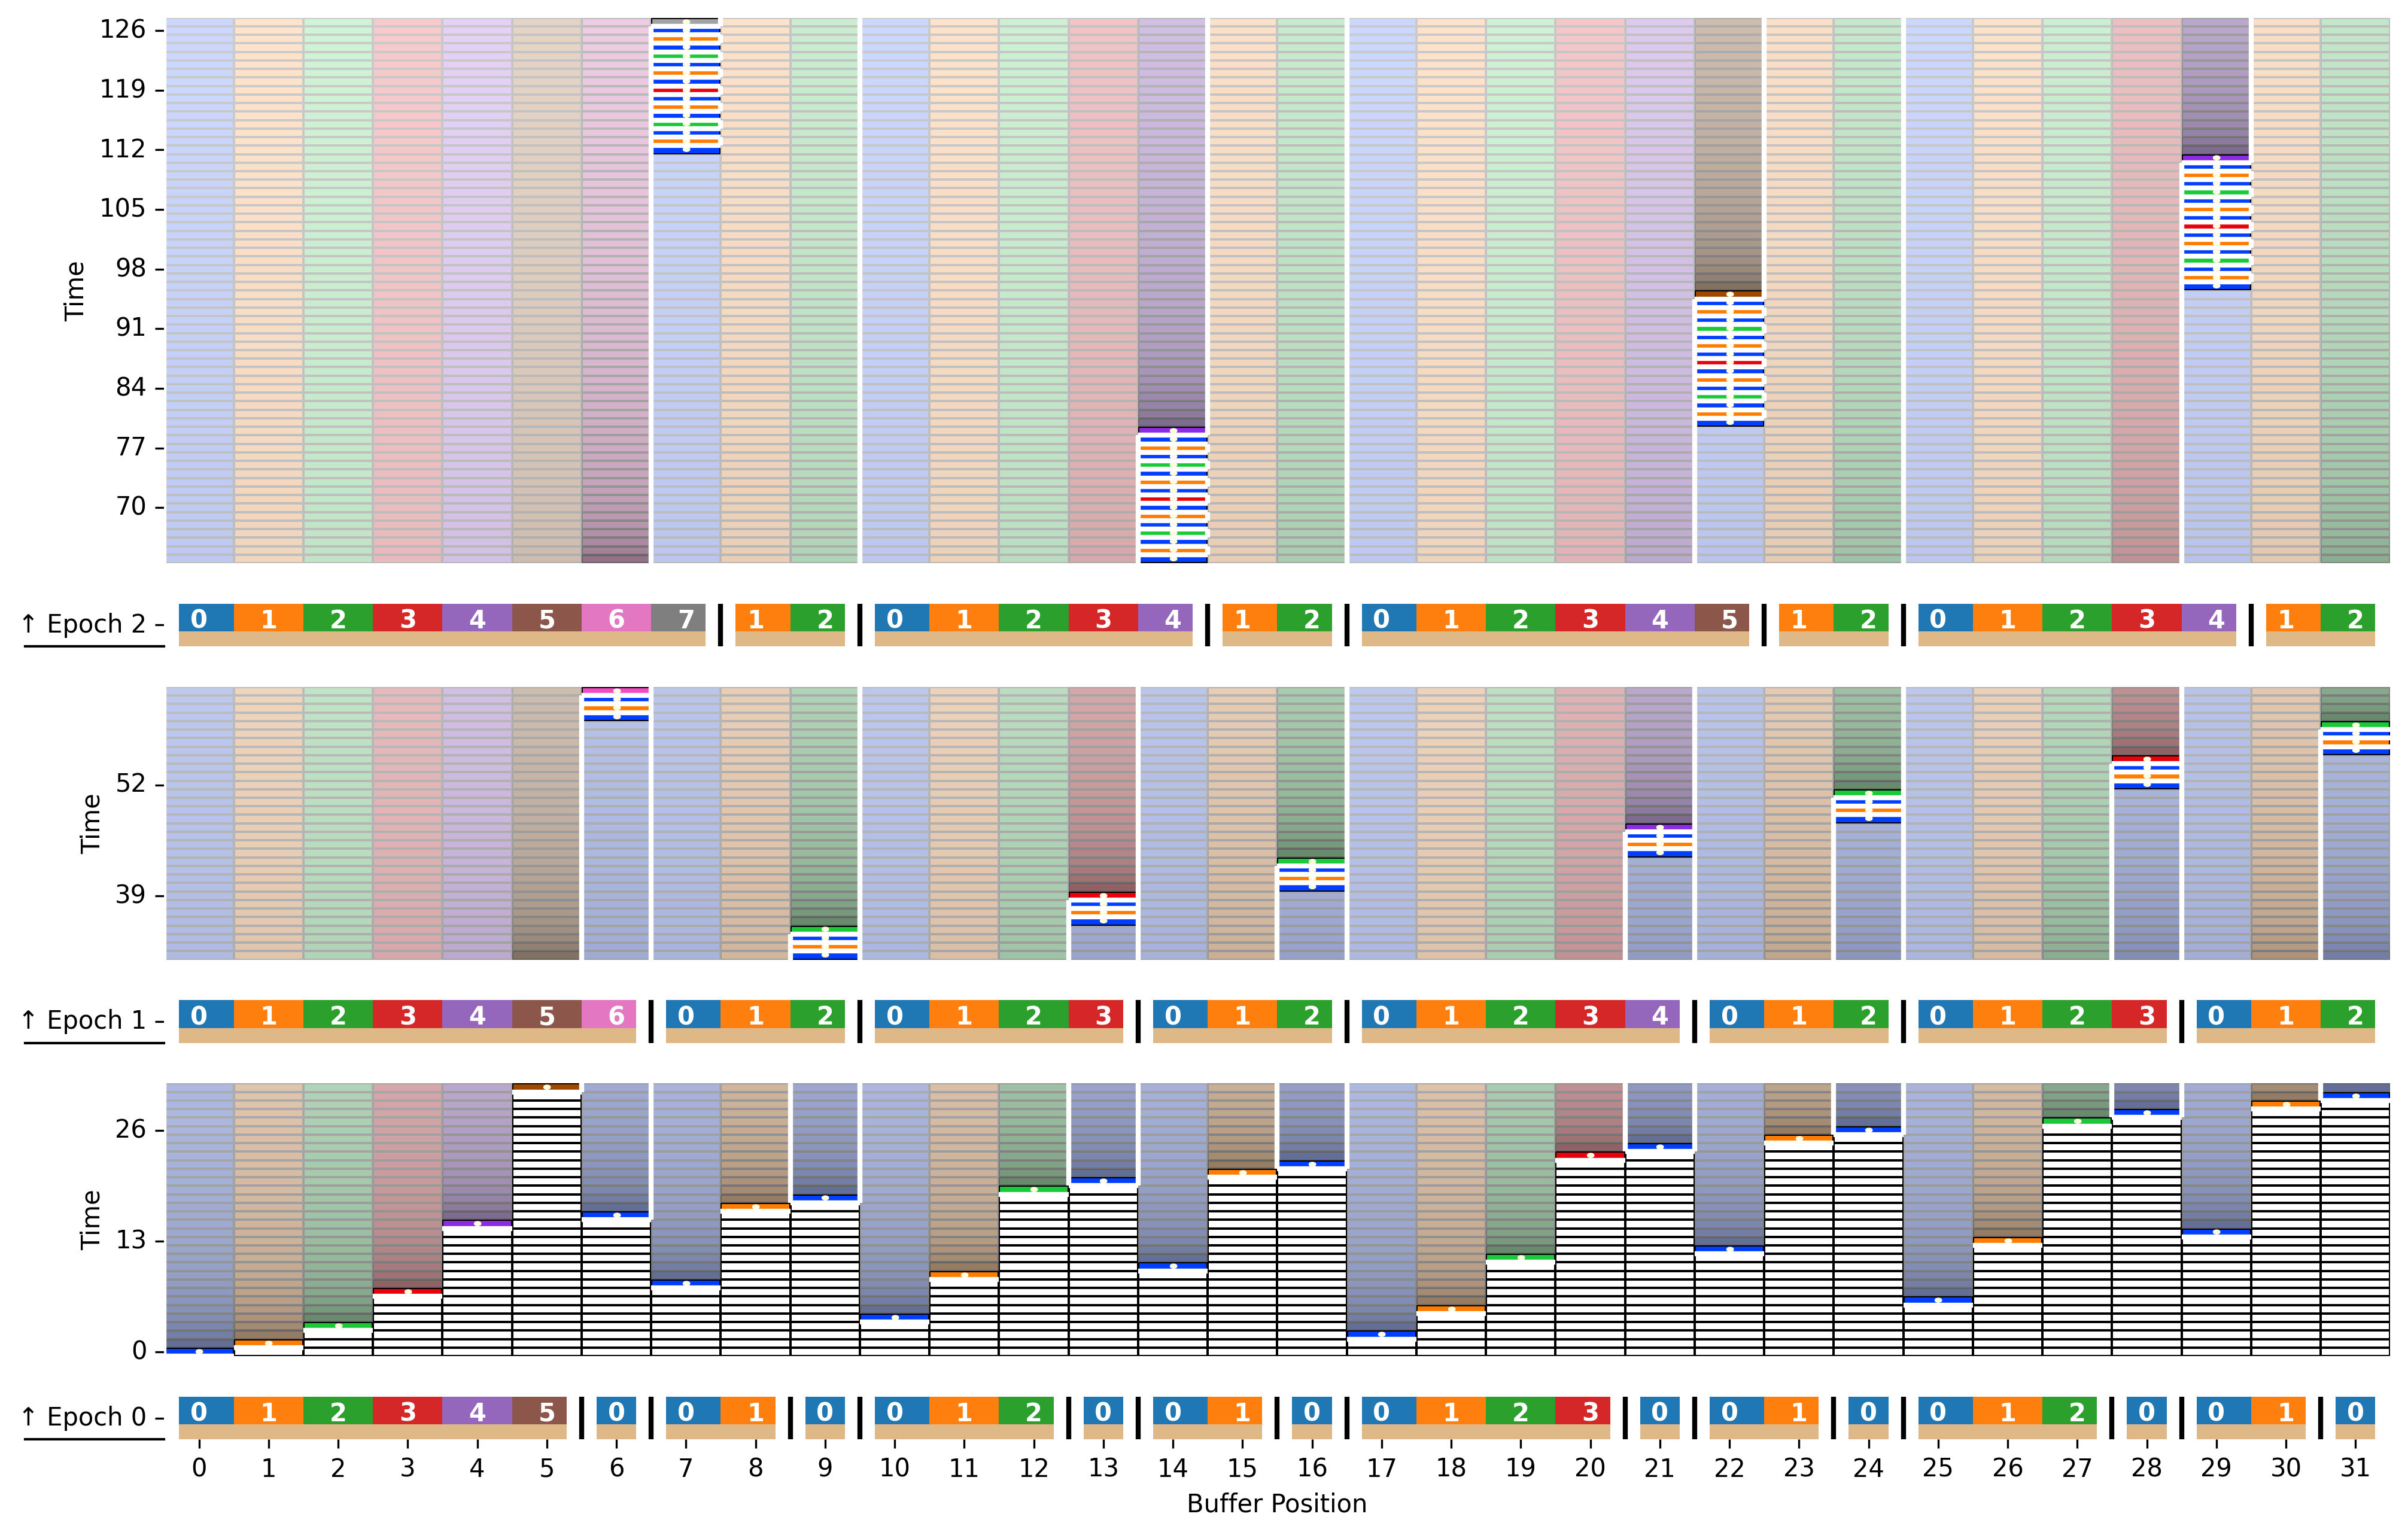 126
119
112
105
98
91
84
77
70
Time
↑ Epoch 2
0 1 2 3 4 5 6 7 1 2 0 1 2 3 4 1 2 0 1 2 3 4 5 1 2 0 1 2 3 4 1 2
52
39
Time
↑ Epoch 1
0 1 2 3 4 5 6 0 1 2 0 1 2 3 0 1 2 0 1 2 3 4 0 1 2 0 1 2 3 0 1 2
26
13
0
Time
↑ Epoch 0
0 1 2 3 4 5 0 0 1 0 0 1 2 0 0 1 0 0 1 2 3 0 0 1 0 0 1 2 0 0 1 0
0 1 2 3 4 5 6 7 8 9 10 11 12 13 14 15 16 17 18 19 20 21 22 23 24 25 26 27 28 29 30 31
Buffer Position